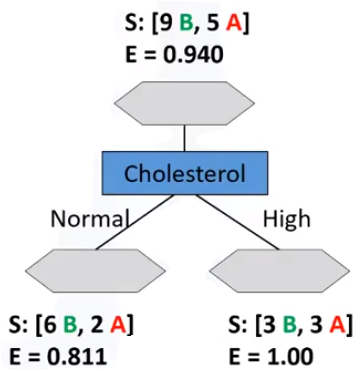 S: [9 B, 5 A]
E = 0.940
Cholesterol
Normal
High
S: [6 B, 2 A]
E = 0.811
S: [3 B, 3 A]
E = 1.00